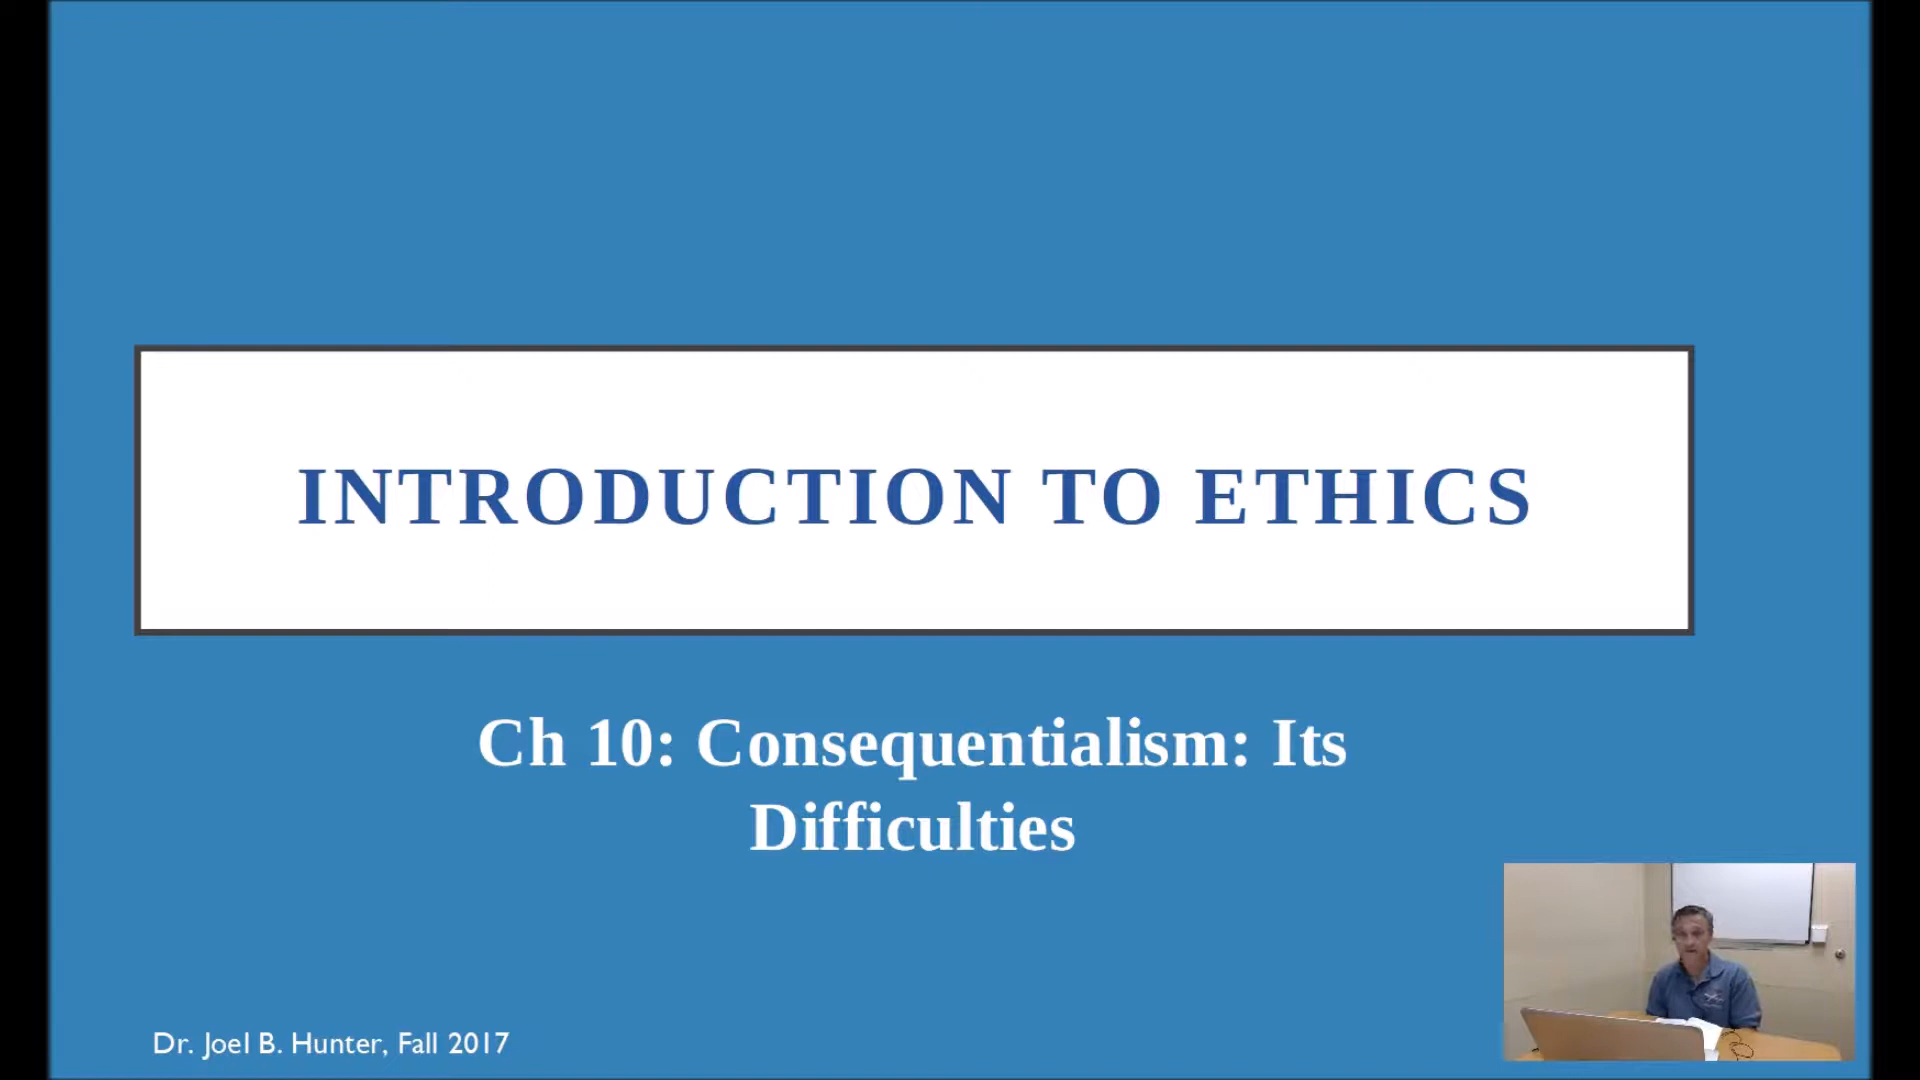 INTRODUCTION TO ETHICS
Ch 10: Consequentialism: Its
Difficulties
Dr. Joel B. Hunter, Fall 2017